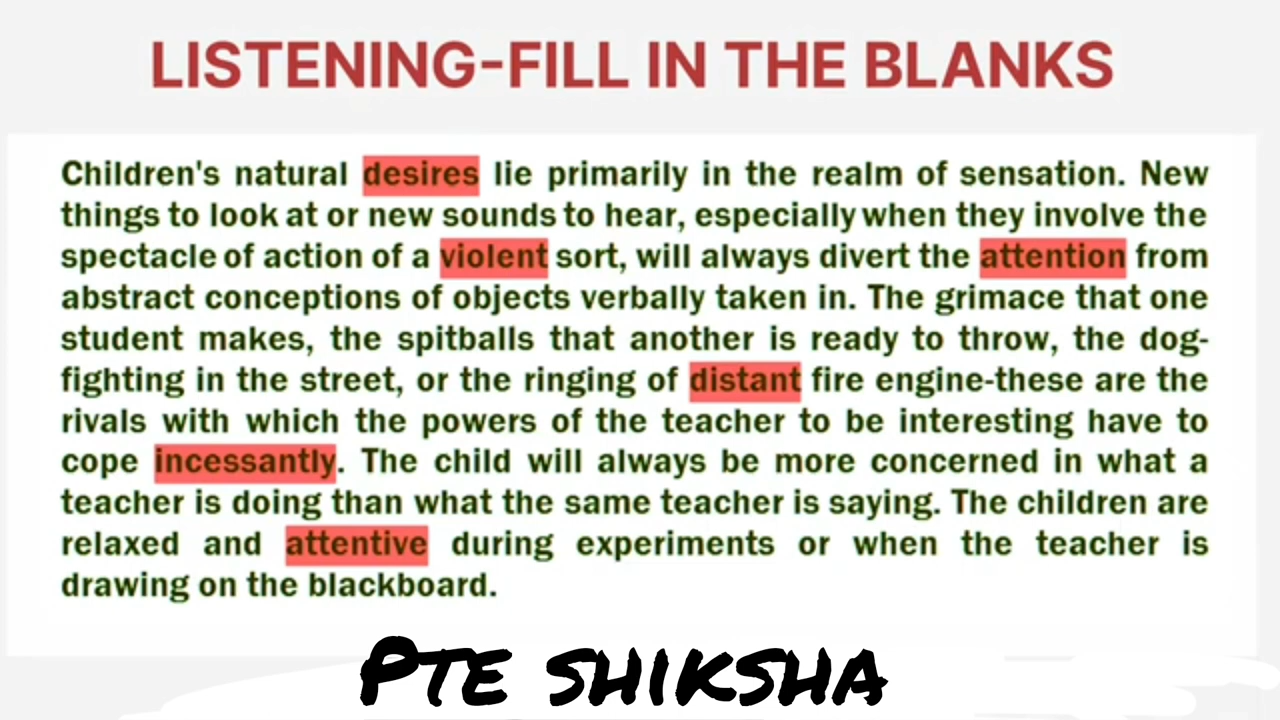 LISTENING-FILL IN THE BLANKS
Children's natural desires lie primarily in the realm of sensation. New
things to look at or new sounds to hear, especially when they involve the
spectacle of action of a violent sort, will always divert the attention from
abstract conceptions of objects verbally taken in. The grimace that one
student makes, the spitballs that another is ready to throw, the dog-
fighting in the street, or the ringing of distant fire engine-these are the
rivals with which the powers of the teacher to be interesting have to
cope incessantly. The child will always be more concerned in what a
teacher is doing than what the same teacher is saying. The children are
relaxed and attentive during experiments or when the teacher is
drawing on the blackboard.
PTE SHIKSHA